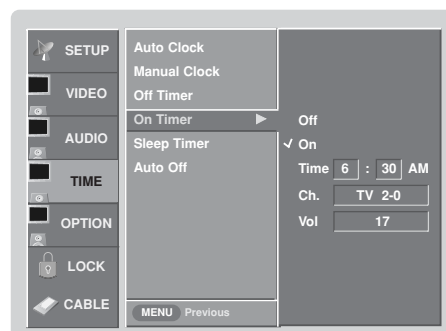 SETUP
VIDEO
AUDIO
TIME
OPTION
LOCK
CABLE
Auto Clock
Manual Clock
Off Timer
On Timer
Sleep Timer
Auto Off
MENU Previous
Off
On
Time 6 : 30 AM
Ch. TV 2-0
Vol 17